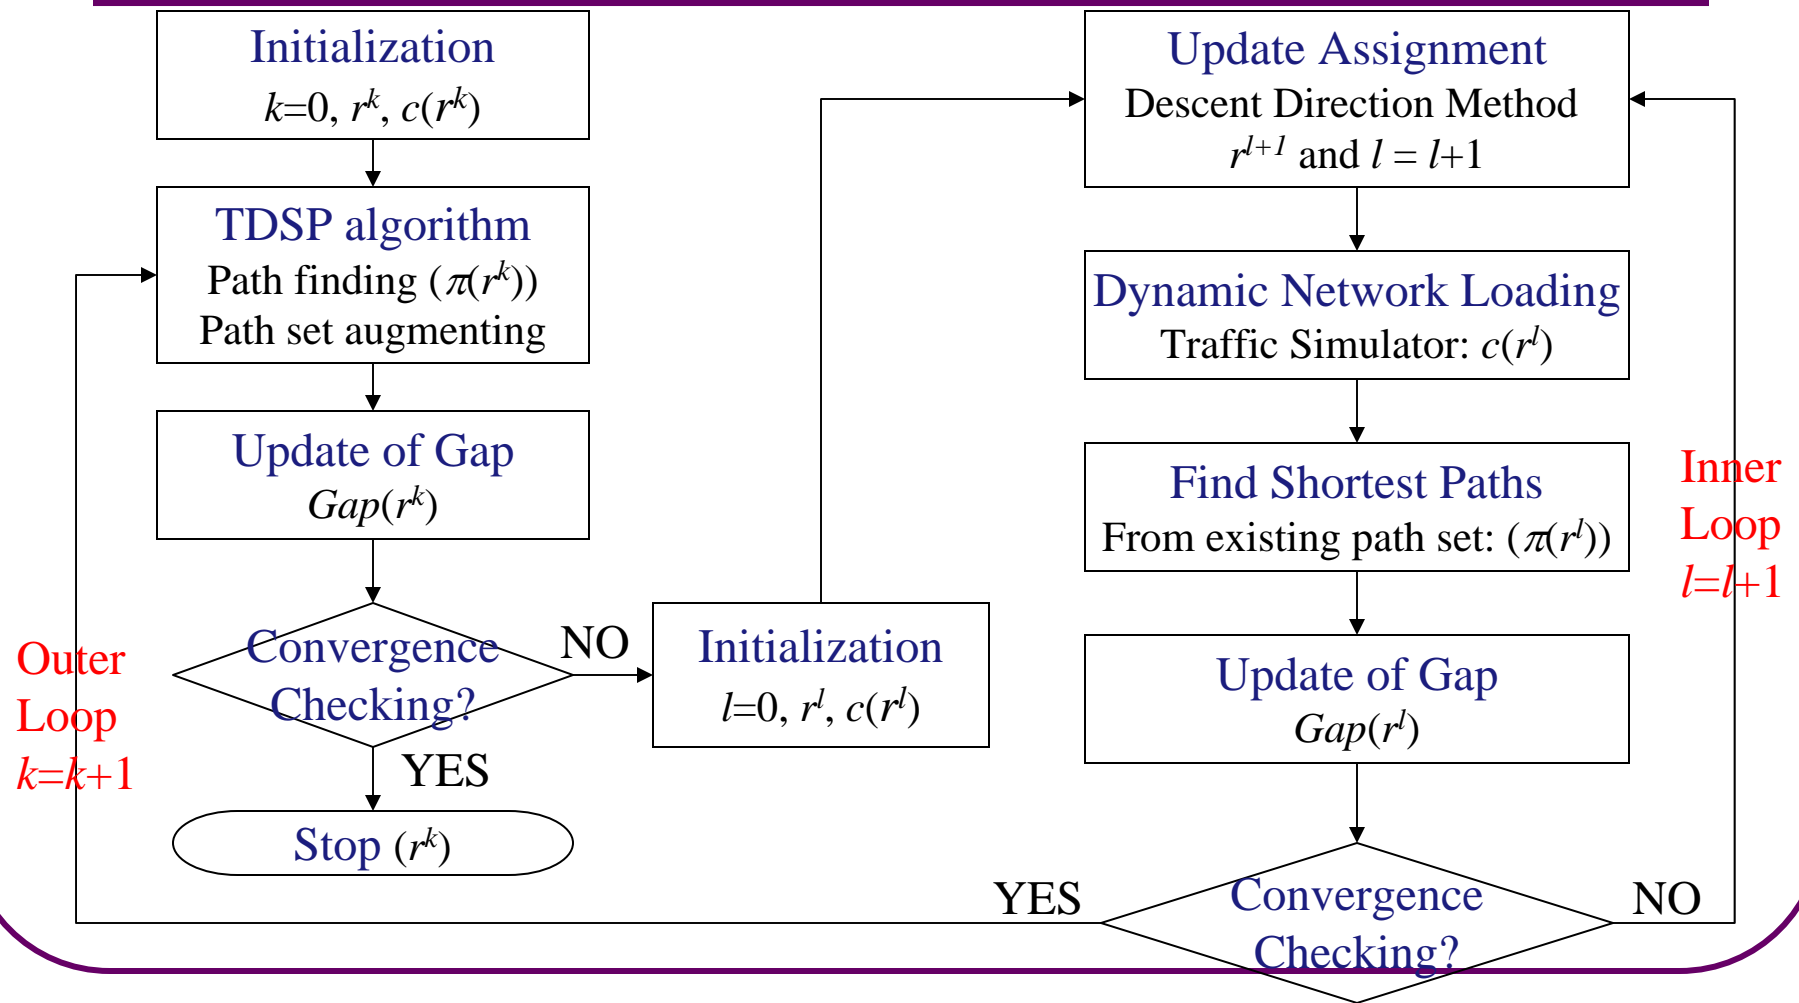 Initialization
k=0, r^k, c(r^k)
TDSP algorithm
Path finding (π(r^k))
Path set augmenting
Update of Gap
Gap(r^k)
Convergence
Checking?
NO
YES
Stop (r^k)
Outer
Loop
k=k+1
Initialization
l=0, r^l, c(r^l)
Update Assignment
Descent Direction Method
r^{l+1} and l = l+1
Dynamic Network Loading
Traffic Simulator: c(r^l)
Find Shortest Paths
From existing path set: (π(r^l))
Update of Gap
Gap(r^l)
Convergence
Checking?
YES
NO
Inner
Loop
l=l+1